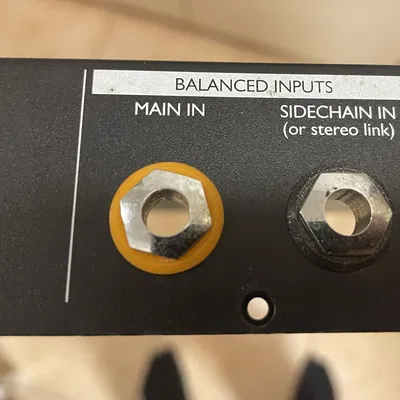 BALANCED INPUTS
MAIN IN
SIDECHAIN IN
(or stereo link)